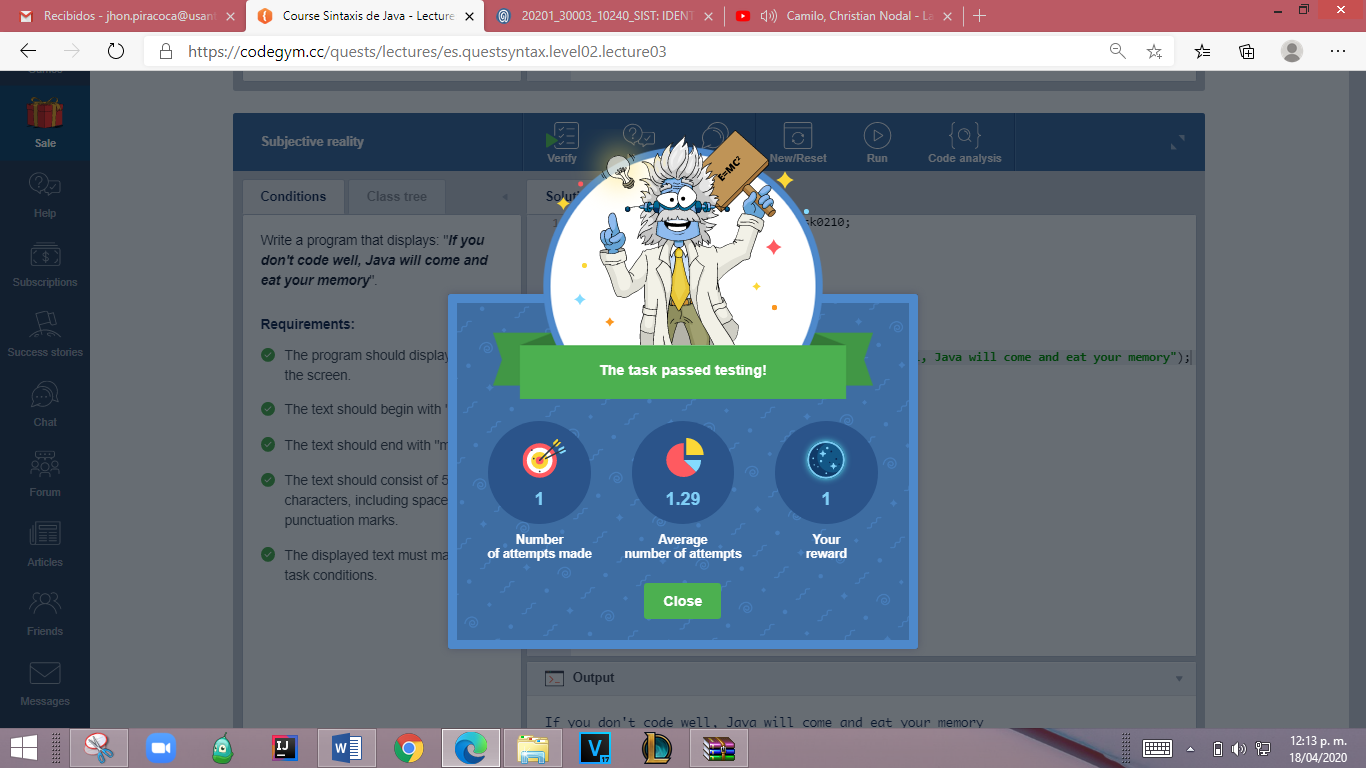 Recibidos - jhon.piracoca@usan
Course Sintaxis de Java - Lecture
20201_30003_10240_SIST: IDENT
Camilo, Christian Nodal - La
https://codegym.cc/quests/lectures/es.questsyntax.level02.lecture03
Games
Sale
Help
Subscriptions
Success stories
Chat
Forum
Articles
Friends
Messages
Subjective reality
Verify
New/Reset
Run
Code analysis
Conditions
Class tree
Write a program that displays: "If you
don't code well, Java will come and
eat your memory".
Requirements:
The program should display
the screen.
The text should begin with "
The text should end with "m
The text should consist of 5
characters, including space
punctuation marks.
The displayed text must ma
task conditions.
Solut
1
sk0210;
, Java will come and eat your memory");
E=MC²
The task passed testing!
1
Number
of attempts made
1.29
Average
number of attempts
1
Your
reward
Close
Output
If you don't code well, Java will come and eat your memory
IJ
W
V
17
12:13 p. m.
18/04/2020